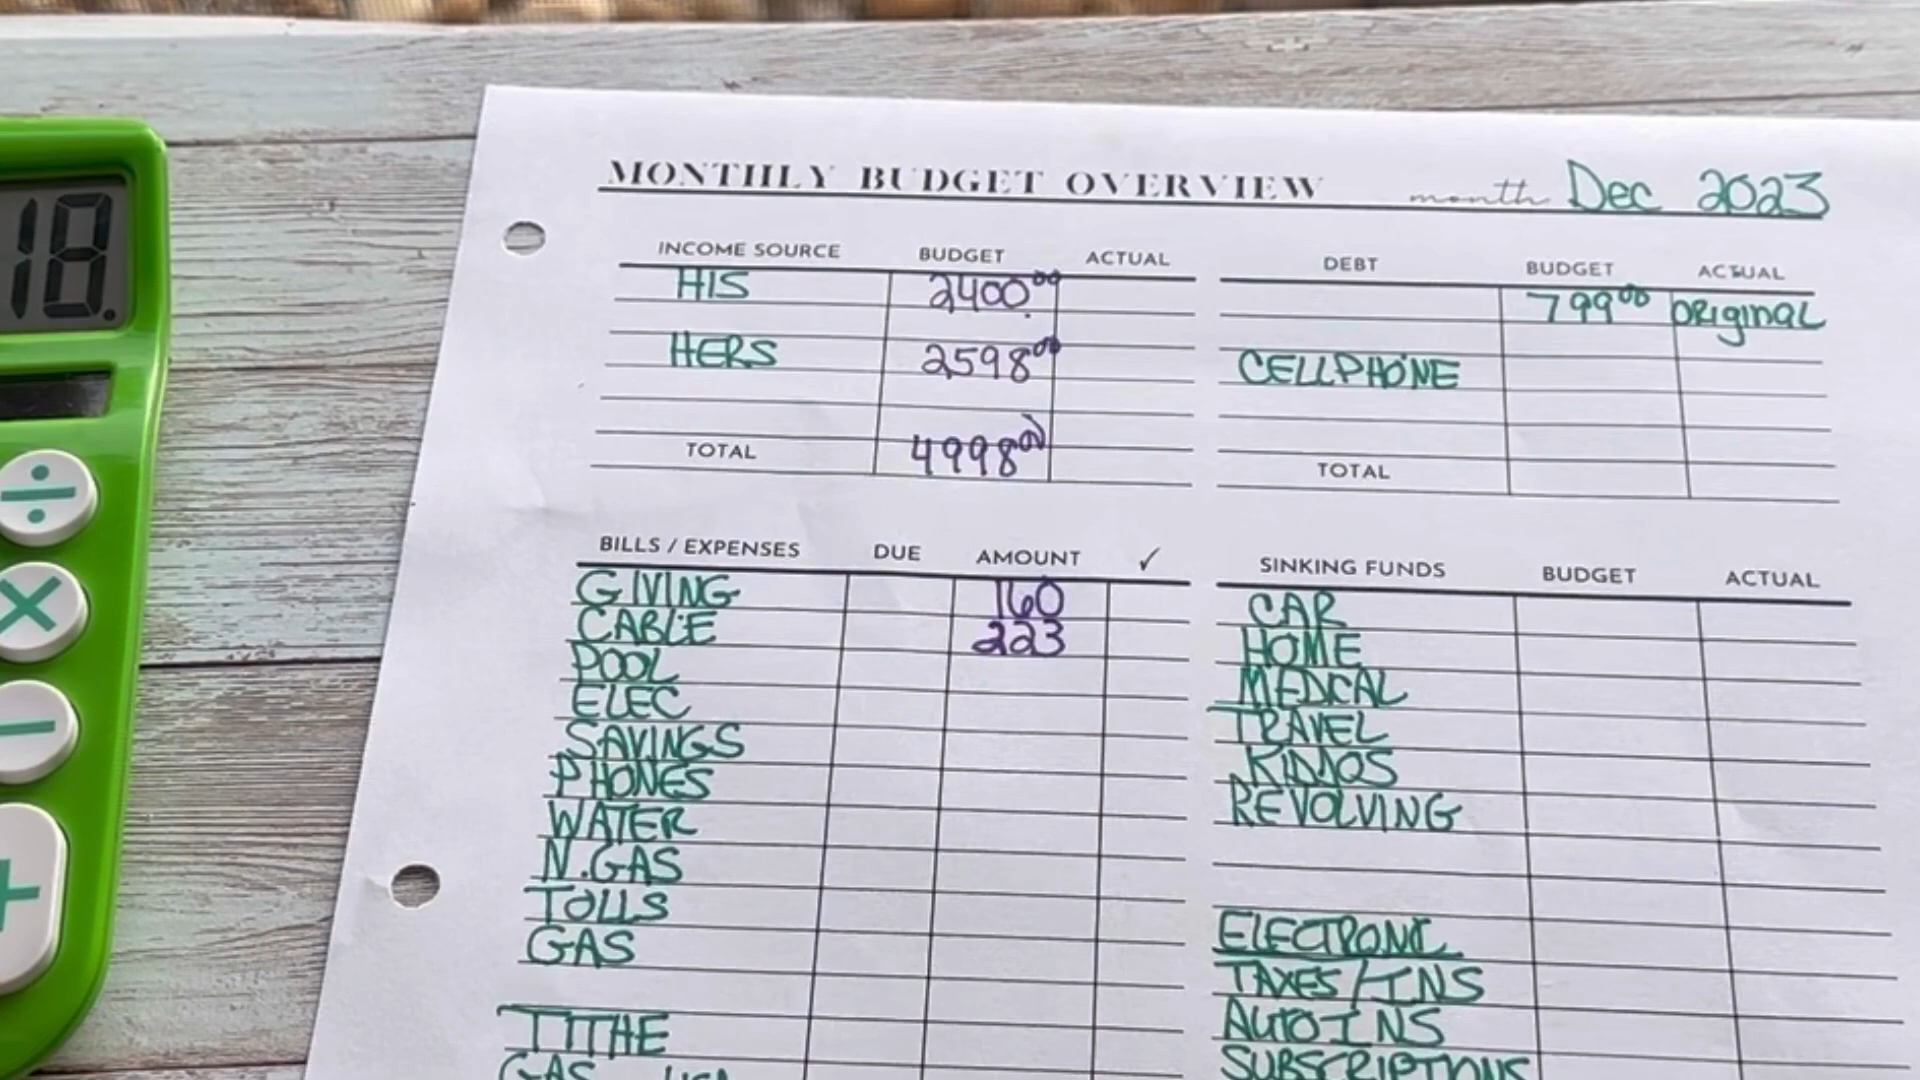 MONTHLY BUDGET OVERVIEW month Dec 2023
INCOME SOURCE BUDGET ACTUAL
HIS 2400.00
HERS 2598.00
TOTAL 4998.00
DEBT BUDGET ACTUAL
799.00 ORIGINAL
CELLPHONE
TOTAL
BILLS / EXPENSES DUE AMOUNT ✓
GIVING 160
CABLE 223
POOL
ELEC
SAVINGS
PHONES
WATER
N.GAS
TOLLS
GAS
TITHE
GAS
SINKING FUNDS BUDGET ACTUAL
CAR
HOME
MEDICAL
TRAVEL
KIDDOS
REVOLVING
ELECTRONIC
TAXES/INS
AUTO INS
SUBSCRIPTIONS
18.
÷
×
−
+